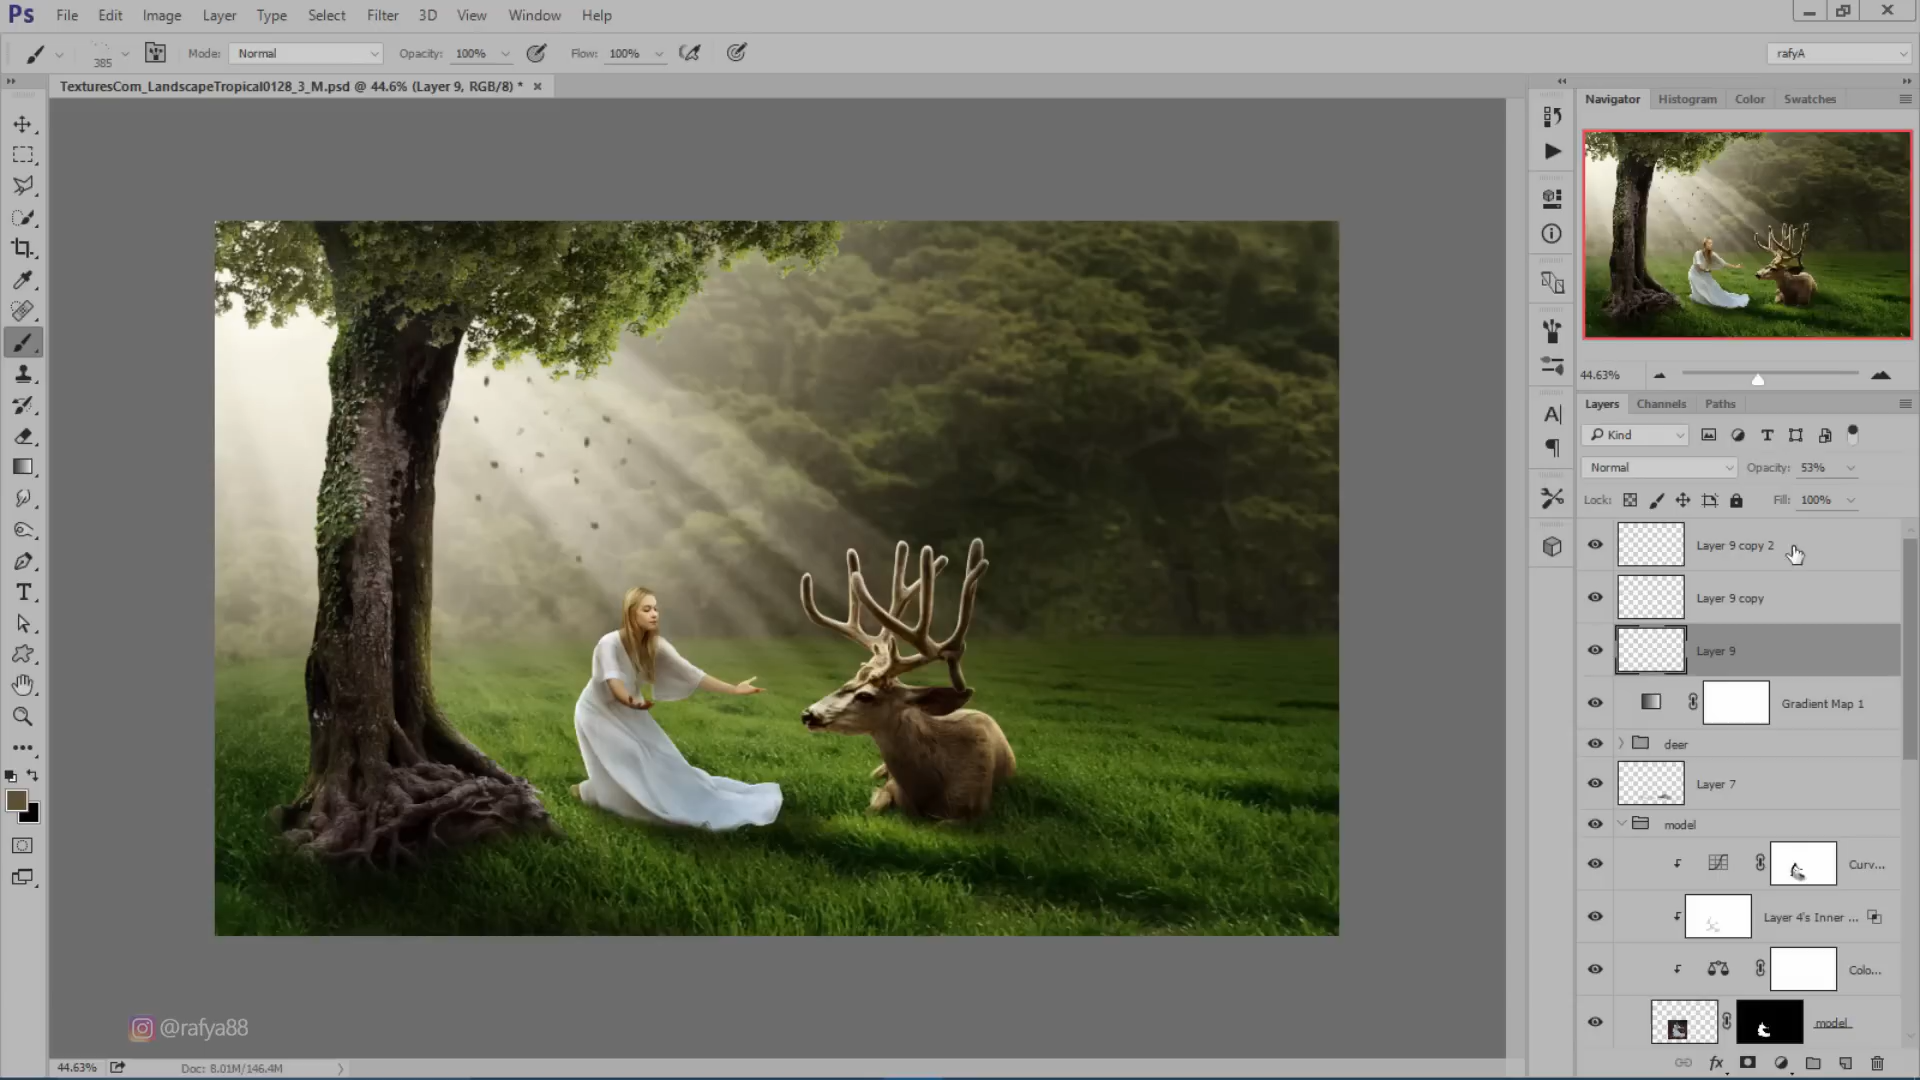 Ps File Edit Image Layer Type Select Filter 3D View Window Help
385 Mode: Normal Opacity: 100% Flow: 100% rafyA
TexturesCom_LandscapeTropical0128_3_M.psd @ 44.6% (Layer 9, RGB/8) *
Navigator Histogram Color Swatches
44.63%
Layers Channels Paths
Kind
Normal Opacity: 53%
Lock: Fill: 100%
Layer 9 copy 2
Layer 9 copy
Layer 9
Gradient Map 1
deer
Layer 7
model
Curv...
Layer 4's Inner ...
Colo...
model
@rafya88
44.63% Doc: 8.01M/146.4M